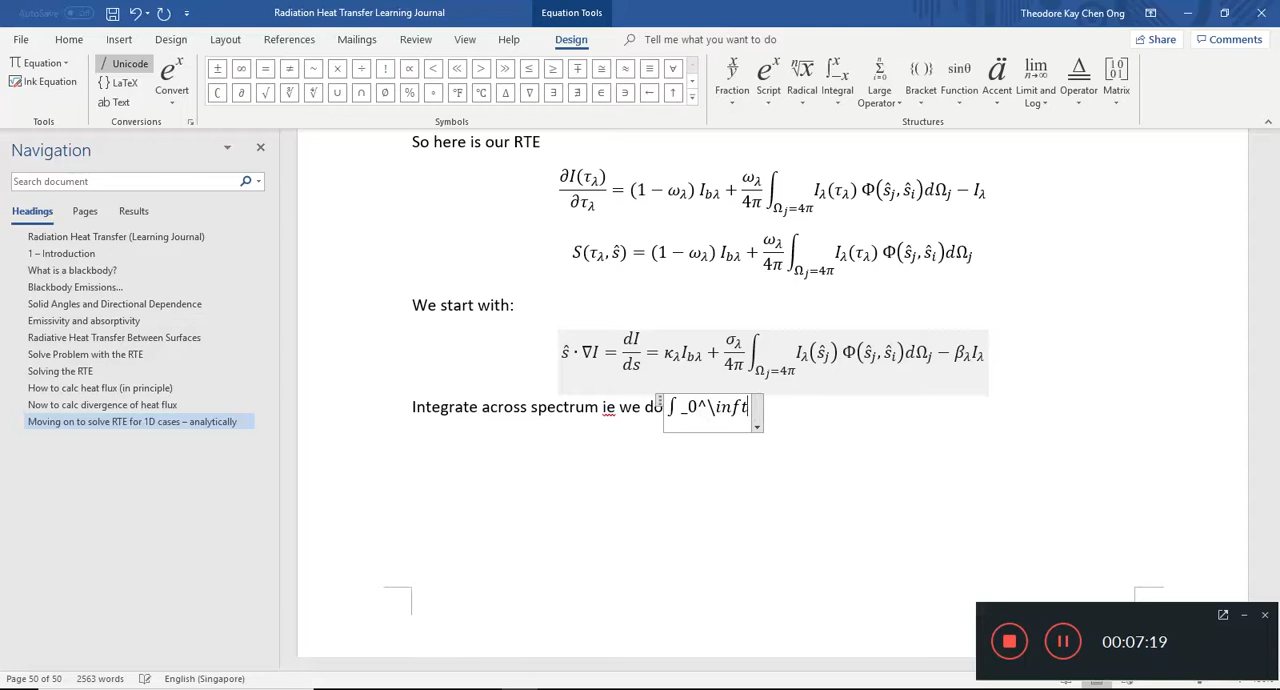 AutoSave Off Radiation Heat Transfer Learning Journal Equation Tools Theodore Kay Chen Ong
File Home Insert Design Layout References Mailings Review View Help Design Tell me what you want to do Share Comments
π Equation
Ink Equation
Tools
/ Unicode
{} LaTeX
ab Text
eˣ
Convert
Conversions
± ∞ = ≠ ~ × ÷ ! ∝ < ≪ > ≫ ≤ ≥ ∓ ≅ ≈ ≡ ∀
∁ ∂ √ ∛ ∜ ∪ ∩ ∅ % ° °F °C ∆ ∇ ∃ ∄ ∈ ∋ ← ↑
Symbols
Fraction Script Radical Integral Large Operator Bracket Function Accent Limit and Log Operator Matrix
Structures
Navigation
Search document
Headings Pages Results
Radiation Heat Transfer (Learning Journal)
1 – Introduction
What is a blackbody?
Blackbody Emissions...
Solid Angles and Directional Dependence
Emissivity and absorptivity
Radiative Heat Transfer Between Surfaces
Solve Problem with the RTE
Solving the RTE
How to calc heat flux (in principle)
Now to calc divergence of heat flux
Moving on to solve RTE for 1D cases – analytically
So here is our RTE
∂I(τ_λ)/∂τ_λ = (1 − ω_λ) I_bλ + ω_λ/4π ∫_{Ω_j=4π} I_λ(τ_λ) Φ(ŝ_j, ŝ_i)dΩ_j − I_λ
S(τ_λ, ŝ) = (1 − ω_λ) I_bλ + ω_λ/4π ∫_{Ω_j=4π} I_λ(τ_λ) Φ(ŝ_j, ŝ_i)dΩ_j
We start with:
ŝ · ∇I = dI/ds = κ_λ I_bλ + σ_λ/4π ∫_{Ω_j=4π} I_λ(ŝ_j) Φ(ŝ_j, ŝ_i)dΩ_j − β_λ I_λ
Integrate across spectrum ie we do ∫ _0^\inft
00:07:19
Page 50 of 50 2563 words English (Singapore)